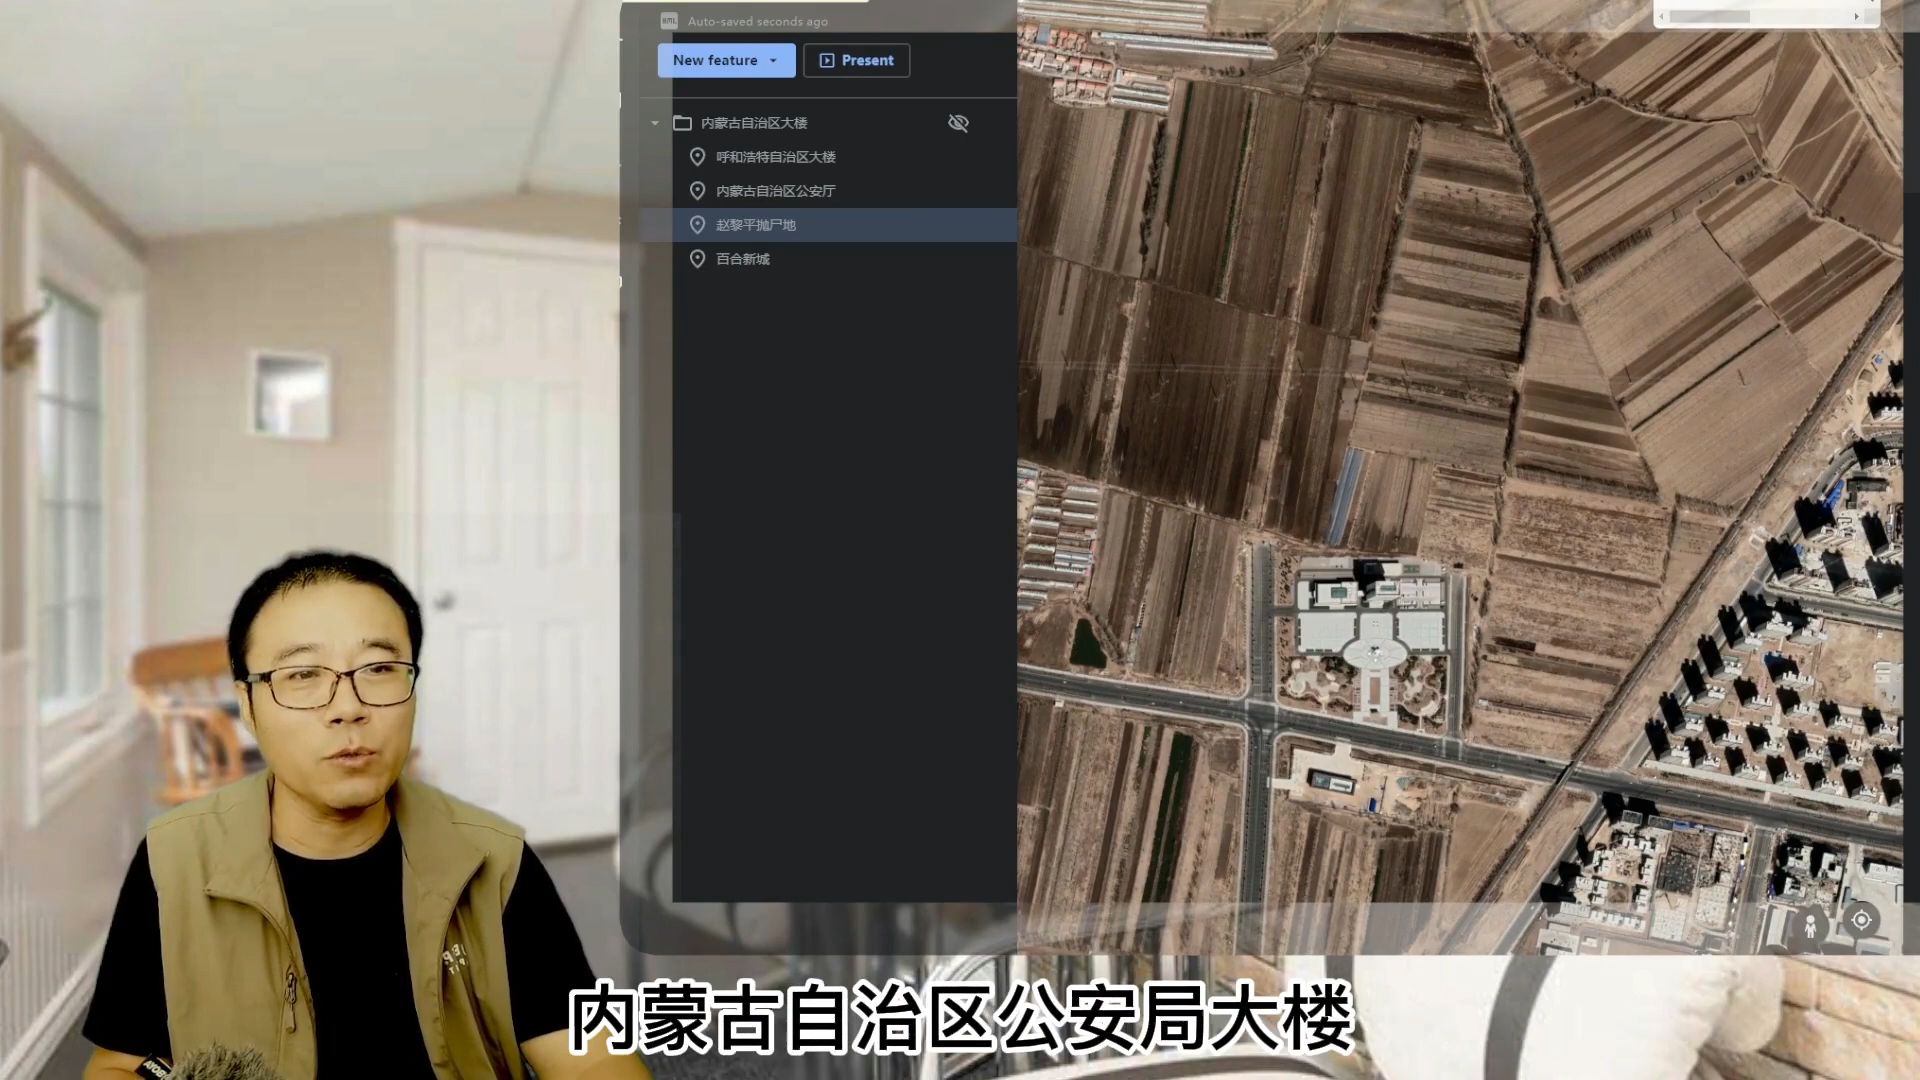 Auto-saved seconds ago
New feature
Present
内蒙古自治区大楼
呼和浩特自治区大楼
内蒙古自治区公安厅
赵黎平抛尸地
百合新城
内蒙古自治区公安局大楼